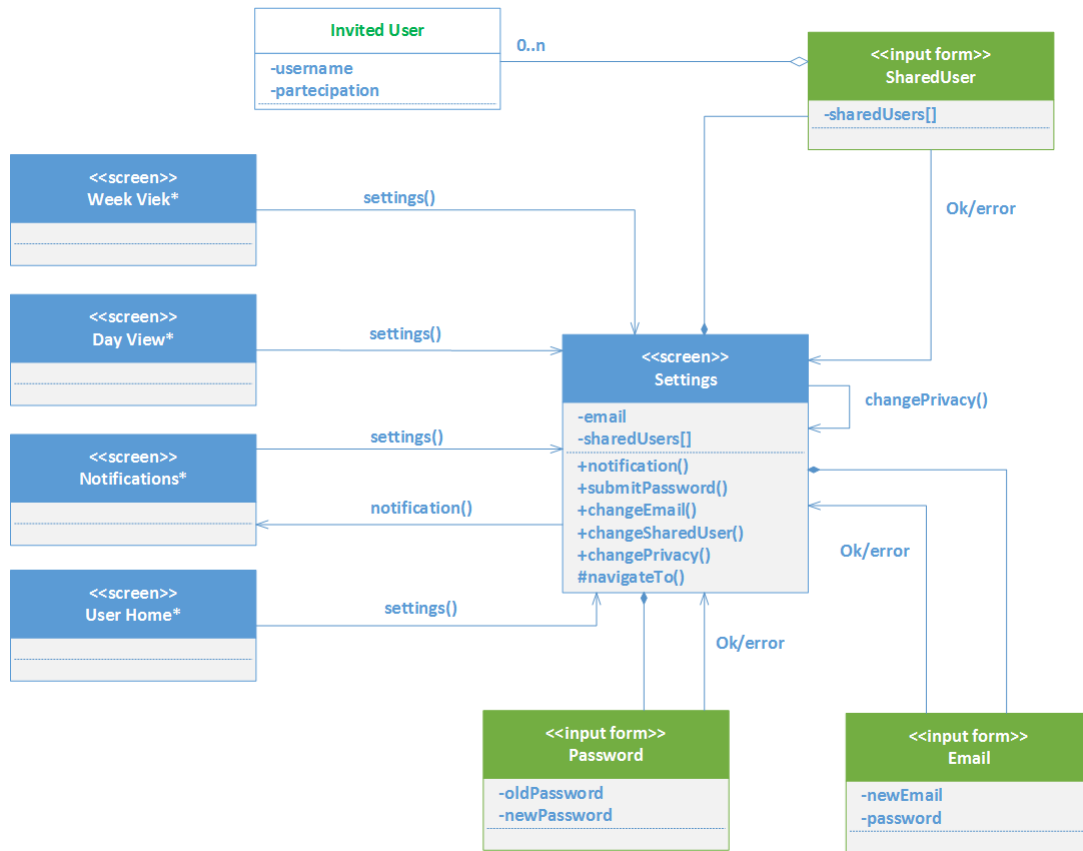 Invited User
-username
-partecipation
0..n
<<input form>>
SharedUser
-sharedUsers[]
Ok/error
<<screen>>
Week Viek*
settings()
<<screen>>
Day View*
settings()
<<screen>>
Notifications*
settings()
notification()
<<screen>>
User Home*
settings()
<<screen>>
Settings
-email
-sharedUsers[]
+notification()
+submitPassword()
+changeEmail()
+changeSharedUser()
+changePrivacy()
#navigateTo()
changePrivacy()
Ok/error
Ok/error
<<input form>>
Password
-oldPassword
-newPassword
<<input form>>
Email
-newEmail
-password